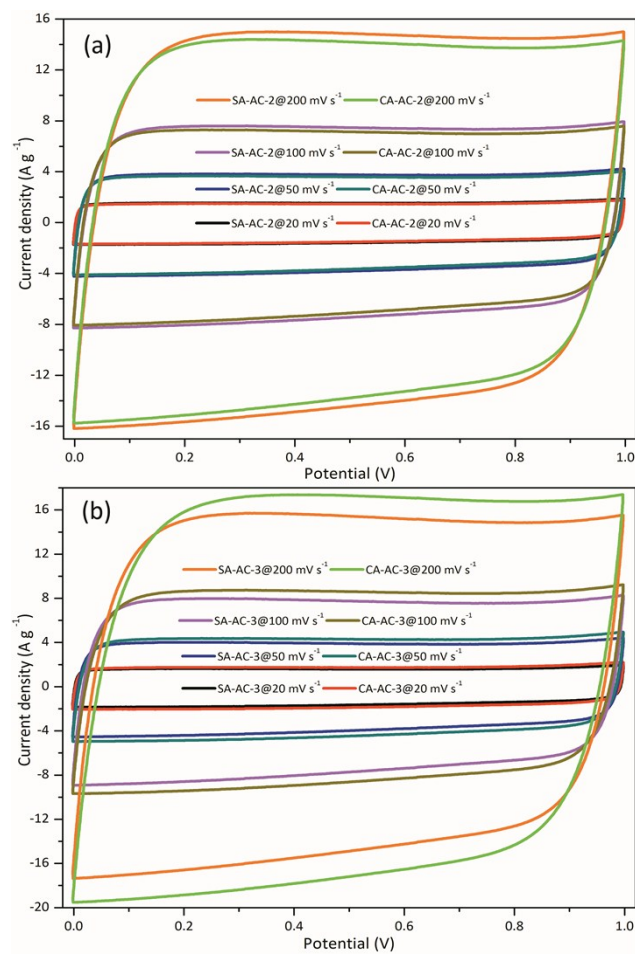 (a)
16
12
8
4
0
-4
-8
-12
-16
Current density (A g -1)
SA-AC-2@200 mV s-1 CA-AC-2@200 mV s-1
SA-AC-2@100 mV s-1 CA-AC-2@100 mV s-1
SA-AC-2@50 mV s-1 CA-AC-2@50 mV s-1
SA-AC-2@20 mV s-1 CA-AC-2@20 mV s-1
0.0 0.2 0.4 0.6 0.8 1.0
Potential (V)
(b)
16
12
8
4
0
-4
-8
-12
-16
-20
Current density (A g -1)
SA-AC-3@200 mV s-1 CA-AC-3@200 mV s-1
SA-AC-3@100 mV s-1 CA-AC-3@100 mV s-1
SA-AC-3@50 mV s-1 CA-AC-3@50 mV s-1
SA-AC-3@20 mV s-1 CA-AC-3@20 mV s-1
0.0 0.2 0.4 0.6 0.8 1.0
Potential (V)